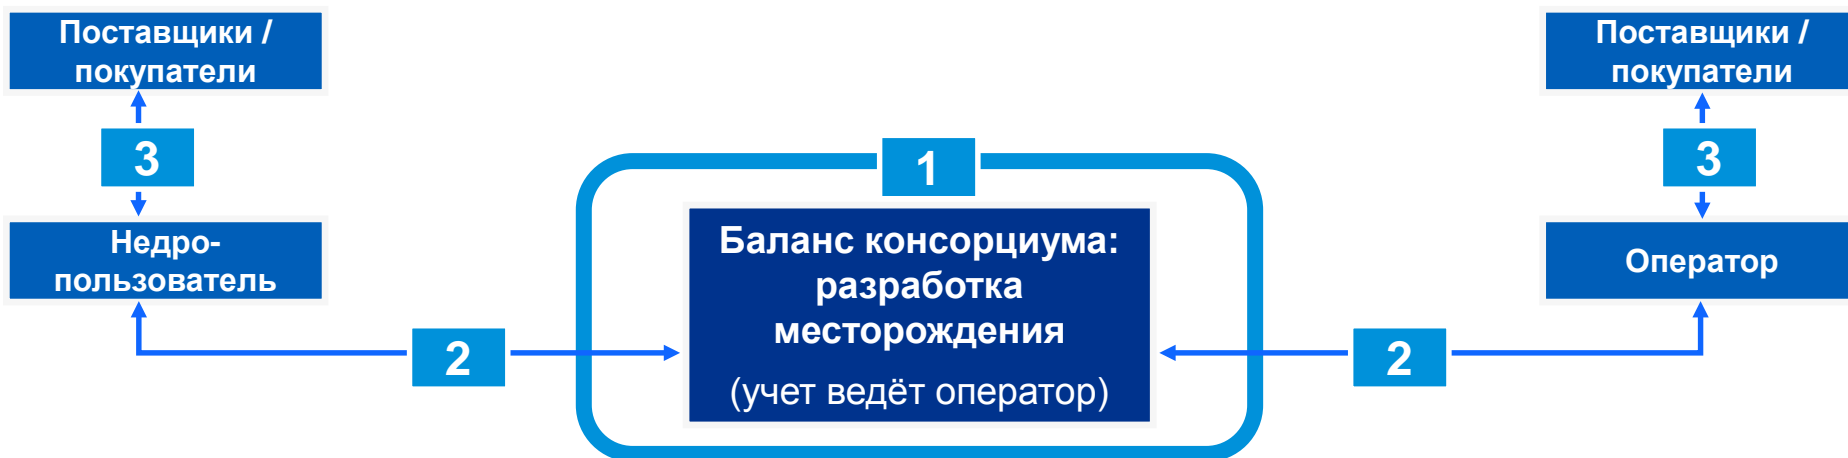 Поставщики /
покупатели
3
Недро-
пользователь
2
1
Баланс консорциума:
разработка
месторождения
(учет ведёт оператор)
2
Поставщики /
покупатели
3
Оператор